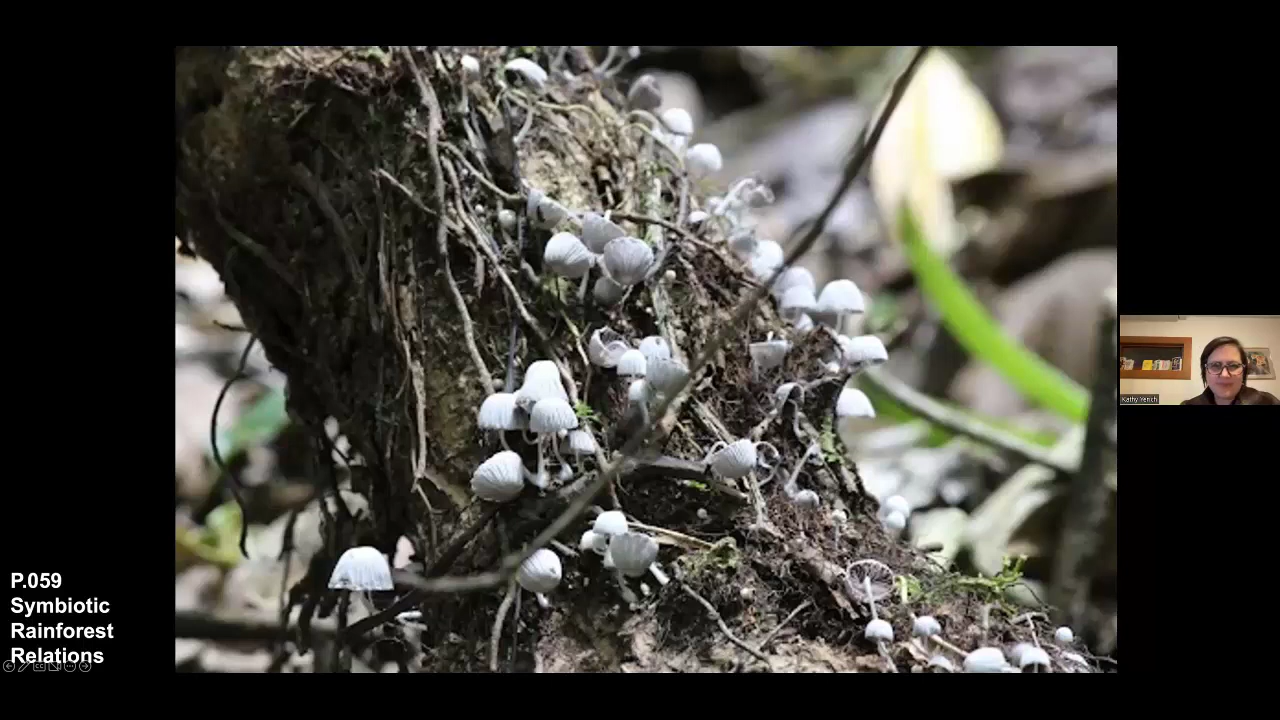 P.059
Symbiotic
Rainforest
Relations
Kathy Yerich